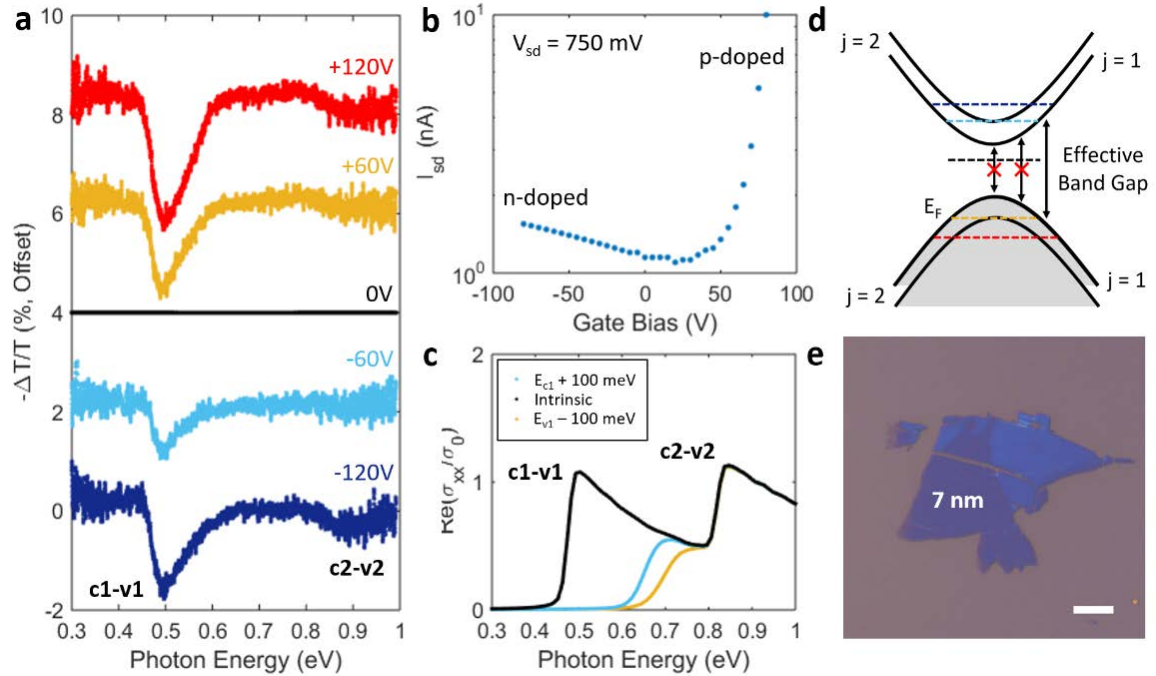 a
-ΔT/T (%, Offset)
10
8
6
4
2
0
-2
+120V
+60V
0V
-60V
-120V
c1-v1
c2-v2
0.3 0.4 0.5 0.6 0.7 0.8 0.9 1
Photon Energy (eV)
b
I_sd (nA)
10^1
10^0
V_sd = 750 mV
p-doped
n-doped
-100 -50 0 50 100
Gate Bias (V)
c
Re(σ_xx/σ_0)
2
1
0
E_c1 + 100 meV
Intrinsic
E_v1 − 100 meV
c1-v1
c2-v2
0.3 0.4 0.5 0.6 0.7 0.8 0.9 1
Photon Energy (eV)
d
j = 2
j = 1
Effective
Band Gap
E_F
j = 2
j = 1
e
7 nm